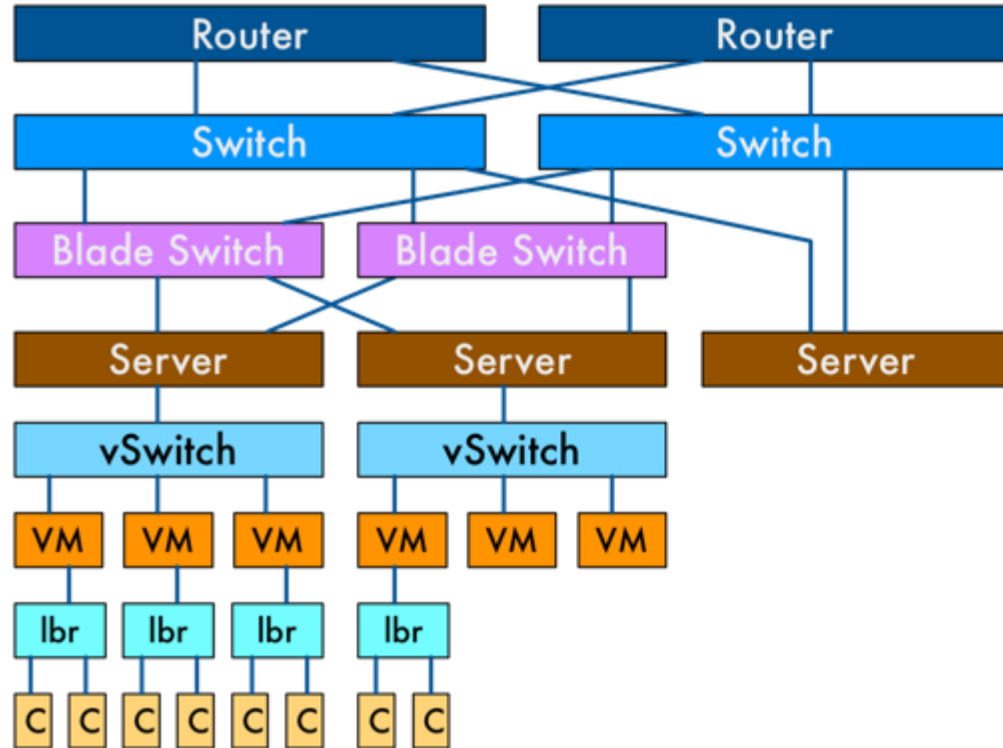 Router Router
Switch Switch
Blade Switch Blade Switch
Server Server Server
vSwitch vSwitch
VM VM VM VM VM VM
lbr lbr lbr lbr
C C C C C C C C